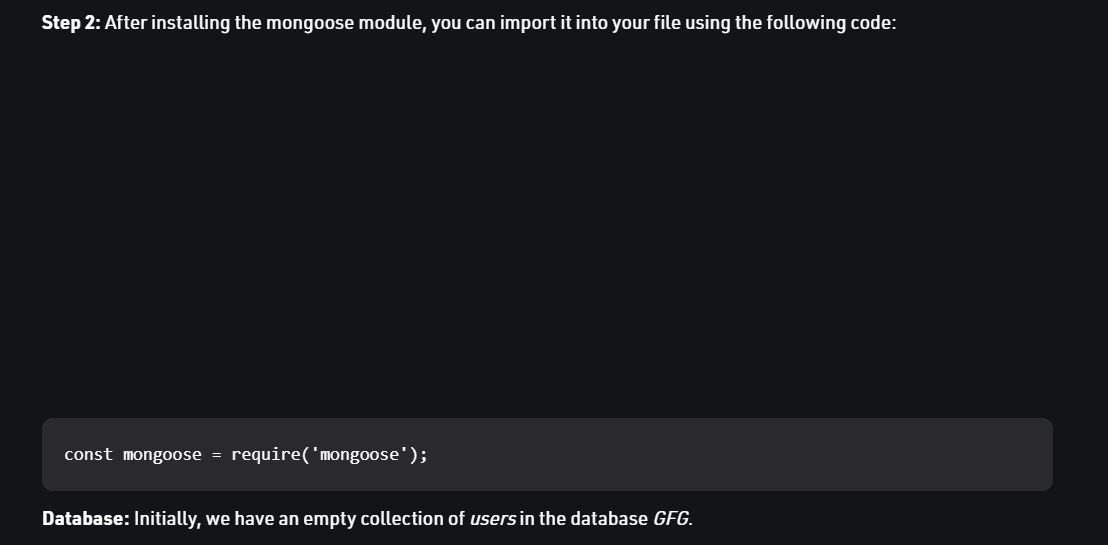 Step 2: After installing the mongoose module, you can import it into your file using the following code:
const mongoose = require('mongoose');
Database: Initially, we have an empty collection of users in the database GFG.